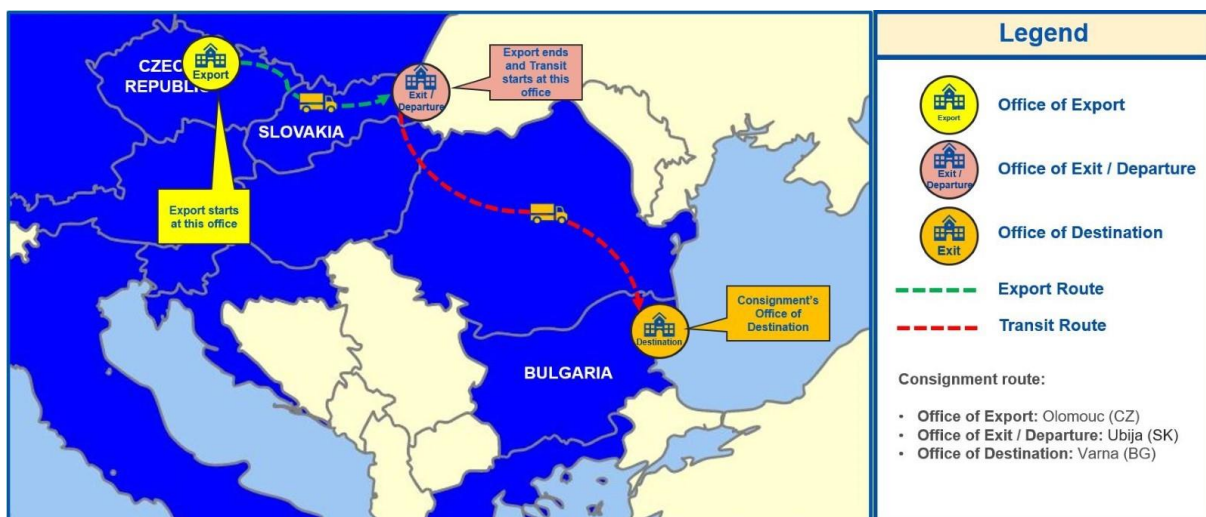 CZEC
REPUBLIC
Export
SLOVAKIA
Exit /
Departure
Export ends
and Transit
starts at this
office
Export starts
at this office
Consignment's
Office of
Destination
Destination
BULGARIA
Legend
Export
Office of Export
Exit /
Departure
Office of Exit / Departure
Exit
Office of Destination
Export Route
Transit Route
Consignment route:
• Office of Export: Olomouc (CZ)
• Office of Exit / Departure: Ubija (SK)
• Office of Destination: Varna (BG)